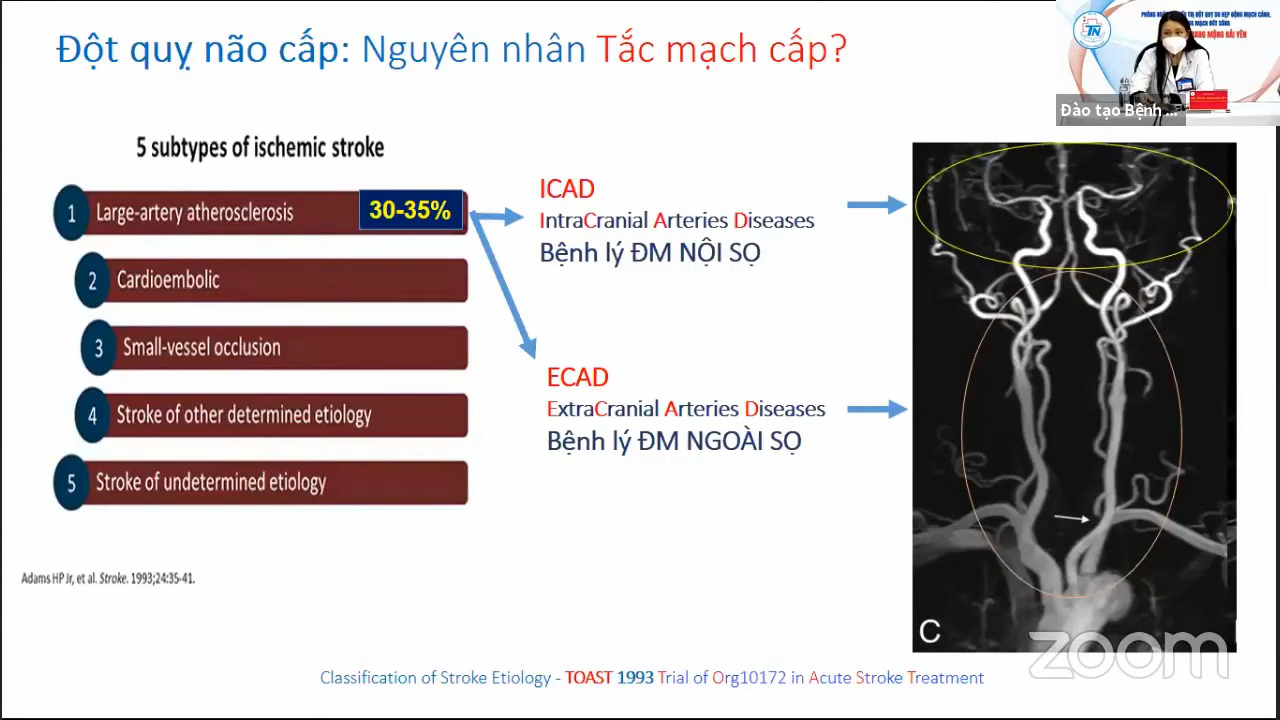 Đột quỵ não cấp: Nguyên nhân Tắc mạch cấp?
Đào tạo Bệnh ...
5 subtypes of ischemic stroke
1 Large-artery atherosclerosis 30-35%
2 Cardioembolic
3 Small-vessel occlusion
4 Stroke of other determined etiology
5 Stroke of undetermined etiology
ICAD
IntraCranial Arteries Diseases
Bệnh lý ĐM NỘI SỌ
ECAD
ExtraCranial Arteries Diseases
Bệnh lý ĐM NGOÀI SỌ
C
Adams HP Jr, et al. Stroke. 1993;24:35-41.
zoom
Classification of Stroke Etiology - TOAST 1993 Trial of Org10172 in Acute Stroke Treatment